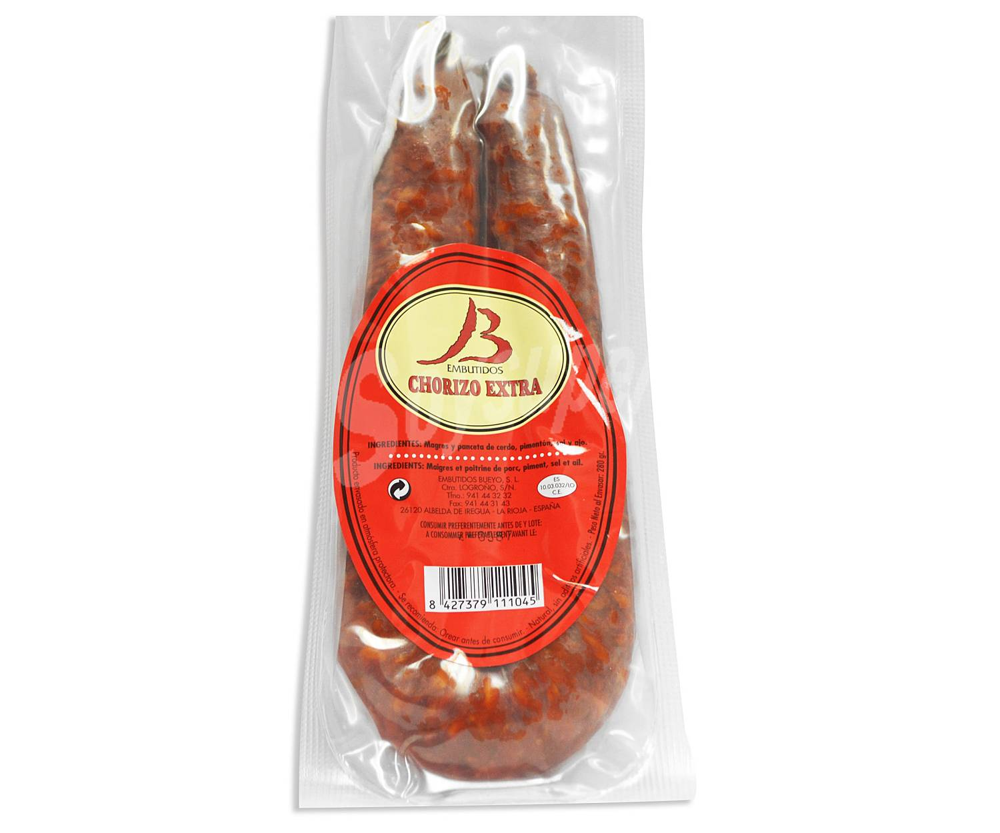 B
EMBUTIDOS
CHORIZO EXTRA
INGREDIENTES: Magres y panceta de cerdo, pimentón, sal y ajo.
INGREDIENTS: Maigres et poitrine de porc, piment, sel et ail.
EMBUTIDOS BUEYO, S. L.
Ctra. LOGROÑO, S/N.
Tfno.: 941 44 32 32
Fax: 941 44 31 43
26120 ALBELDA DE IREGUA - LA RIOJA - ESPAÑA
ES
10.03.032/LO
C.E.
CONSUMIR PREFERENTEMENTE ANTES DE Y LOTE:
A CONSOMMER PREFERABLEMENT AVANT LE:
8 427379 111045
Producto envasado en atmósfera protectora. - Se recomienda: Orear antes de consumir. - Natural, sin aditivos artificiales. - Peso Neto al Envasar: 280 gr.